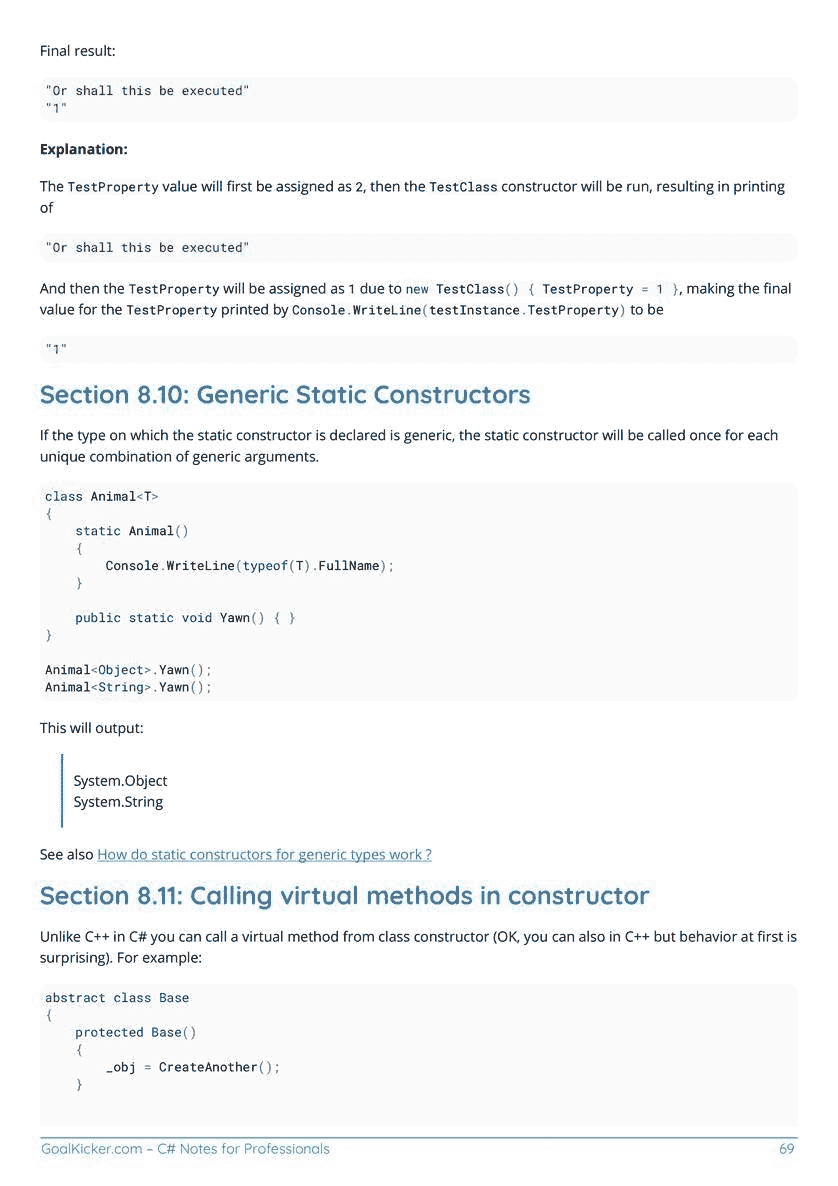 Final result:
"Or shall this be executed"
"1"
Explanation:
The TestProperty value will first be assigned as 2, then the TestClass constructor will be run, resulting in printing
of
"Or shall this be executed"
And then the TestProperty will be assigned as 1 due to new TestClass() { TestProperty = 1 }, making the final
value for the TestProperty printed by Console.WriteLine(testInstance.TestProperty) to be
"1"
Section 8.10: Generic Static Constructors
If the type on which the static constructor is declared is generic, the static constructor will be called once for each
unique combination of generic arguments.
class Animal<T>
{
    static Animal()
    {
        Console.WriteLine(typeof(T).FullName);
    }
    public static void Yawn() { }
}
Animal<Object>.Yawn();
Animal<String>.Yawn();
This will output:
System.Object
System.String
See also How do static constructors for generic types work ?
Section 8.11: Calling virtual methods in constructor
Unlike C++ in C# you can call a virtual method from class constructor (OK, you can also in C++ but behavior at first is
surprising). For example:
abstract class Base
{
    protected Base()
    {
        _obj = CreateAnother();
    }
GoalKicker.com – C# Notes for Professionals 69